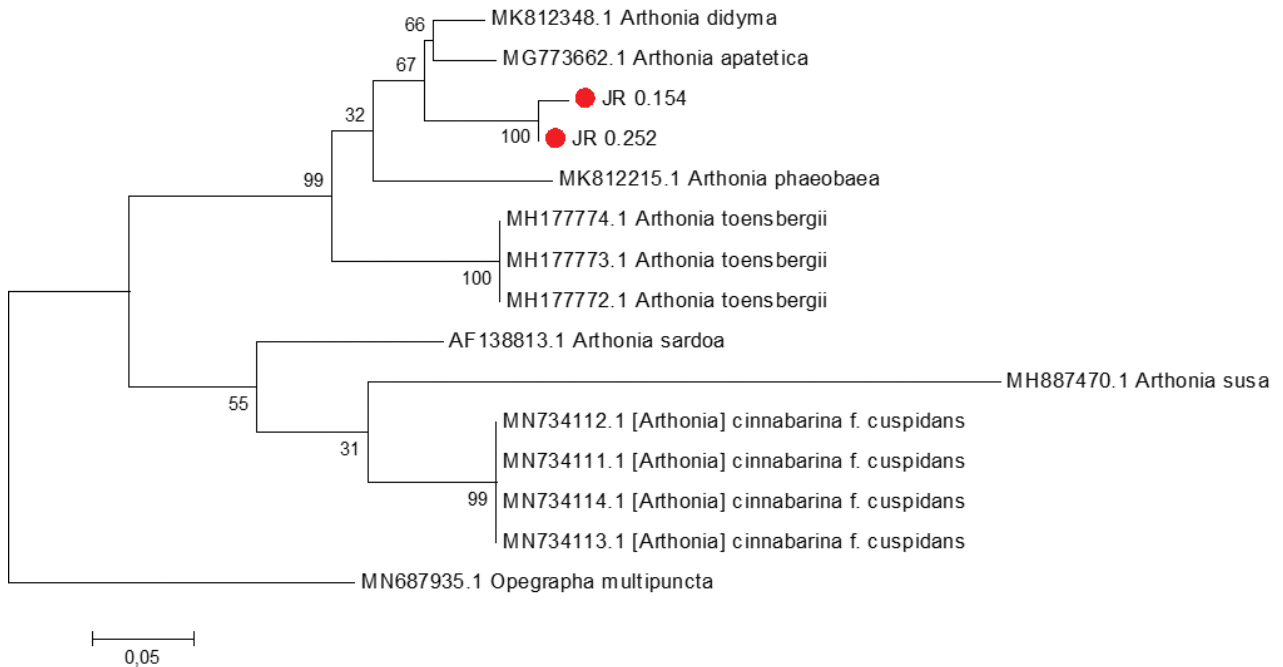 66
MK812348.1 Arthonia didyma
67
MG773662.1 Arthonia apatetica
JR 0.154
32
100
JR 0.252
99
MK812215.1 Arthonia phaeobaea
MH177774.1 Arthonia toensbergii
MH177773.1 Arthonia toensbergii
100
MH177772.1 Arthonia toensbergii
AF138813.1 Arthonia sardoa
MH887470.1 Arthonia susa
55
MN734112.1 [Arthonia] cinnabarina f. cuspidans
31
MN734111.1 [Arthonia] cinnabarina f. cuspidans
99
MN734114.1 [Arthonia] cinnabarina f. cuspidans
MN734113.1 [Arthonia] cinnabarina f. cuspidans
MN687935.1 Opegrapha multipuncta
0,05